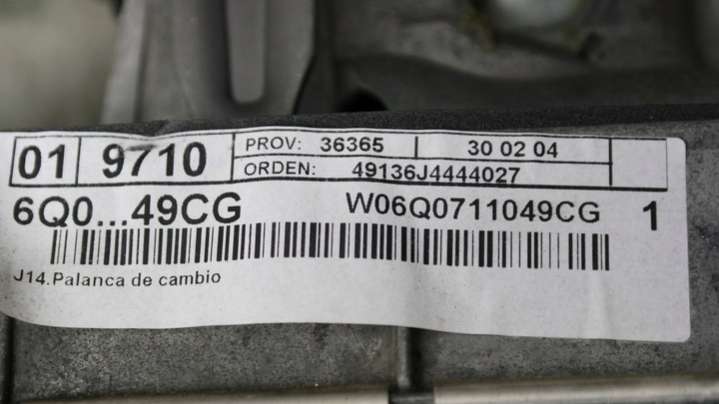 01 9710 PROV: 36365 30 02 04
ORDEN: 49136J4444027
6Q0...49CG W06Q0711049CG 1
J14.Palanca de cambio